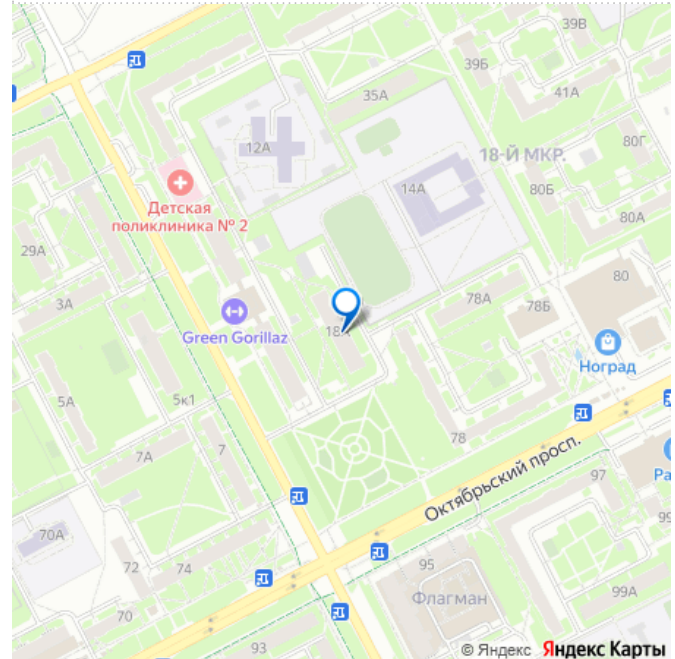 39В
39Б
41А
35А
80Г
12А
18-Й МКР.
14А
80Б
Детская
поликлиника № 2
80А
29А
80
3А
78А
78Б
18А
Green Gorillaz
Ноград
5А
5к1
78
7
7А
Октябрьский просп.
97
Ра
99
70А
72
74
95
99А
Флагман
70
93
© Яндекс Яндекс Карты